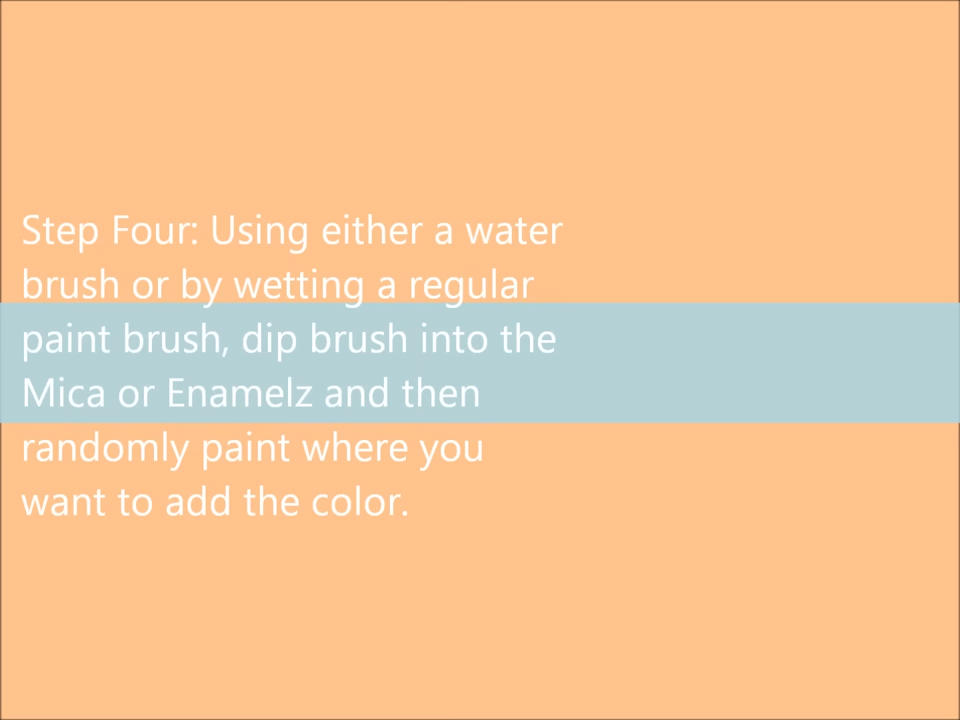 Step Four: Using either a water
brush or by wetting a regular
paint brush, dip brush into the
Mica or Enamelz and then
randomly paint where you
want to add the color.